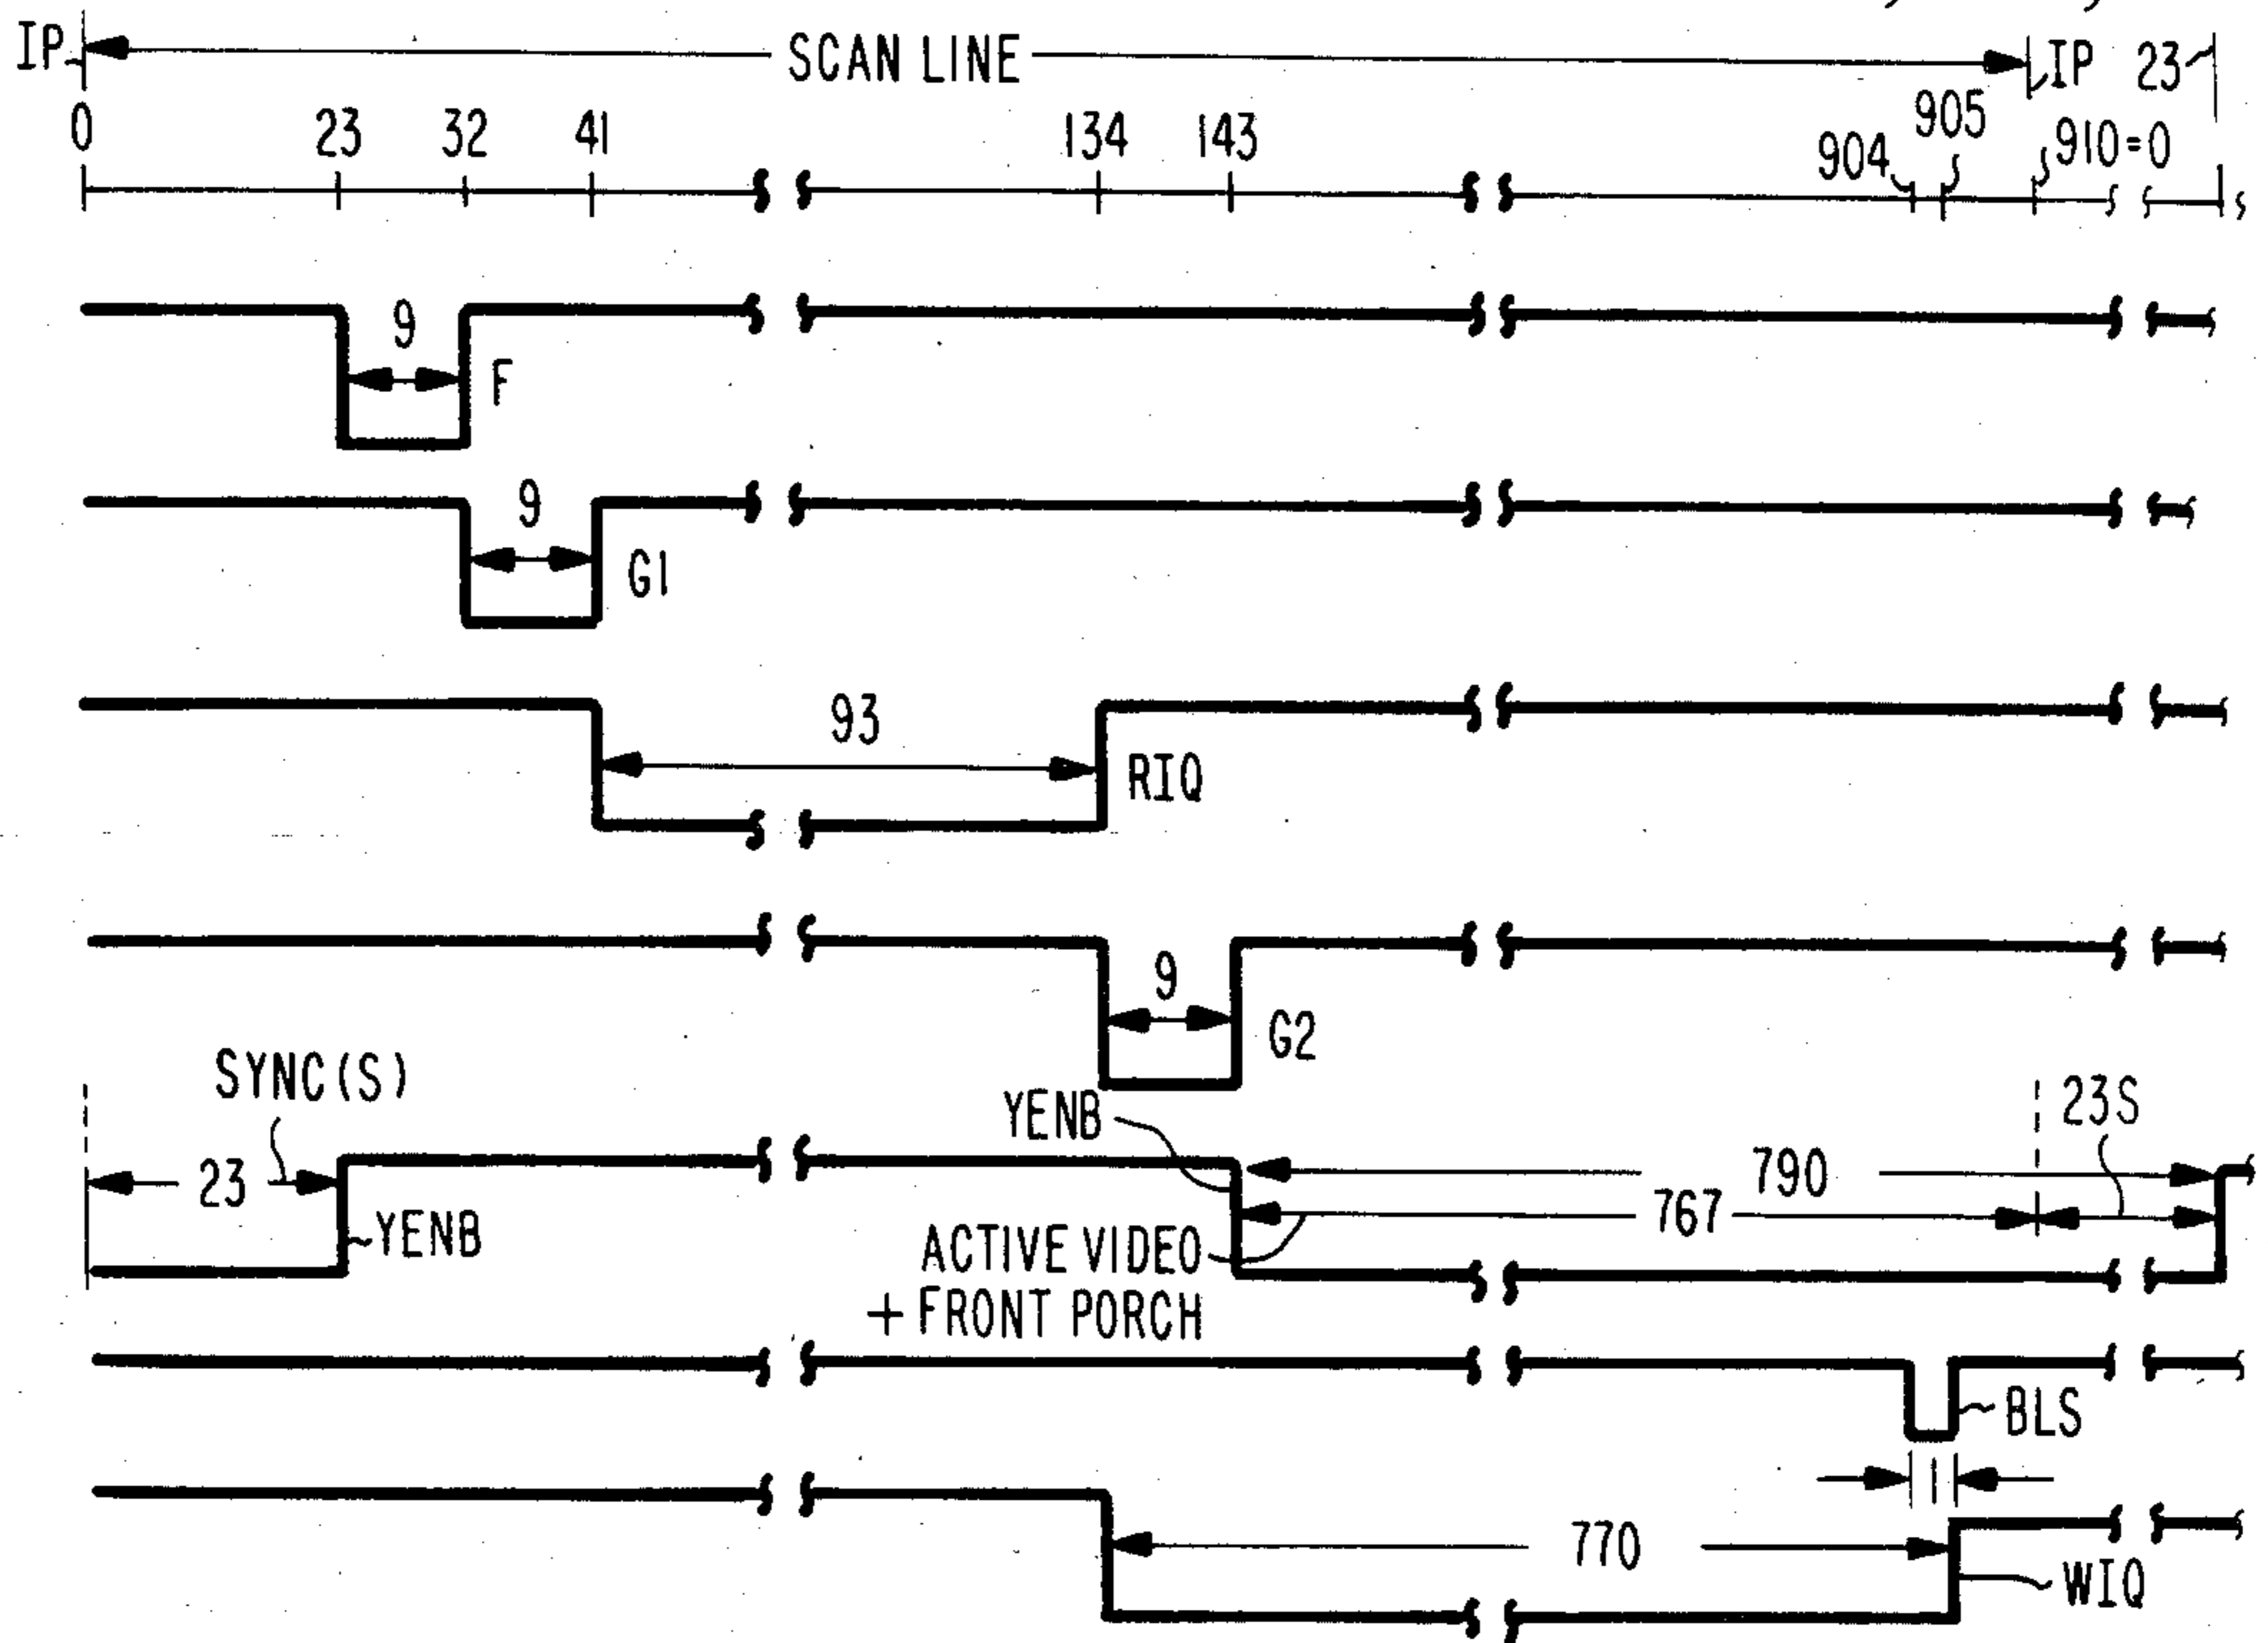 IP SCAN LINE IP 23
0 23 32 41 134 143 904 905 910=0
9
F
9
G1
93
RIQ
9
G2
SYNC(S)
YENB
23S
23
790
YENB
767
ACTIVE VIDEO
+ FRONT PORCH
BLS
1
770
WIQ